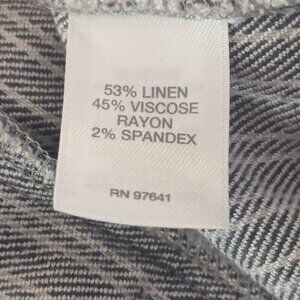 53% LINEN
45% VISCOSE
RAYON
2% SPANDEX
RN 97641